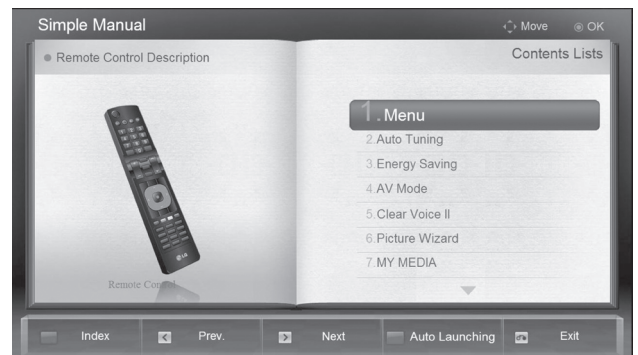 Simple Manual
Move OK
Remote Control Description
Contents Lists
1.Menu
2.Auto Tuning
3.Energy Saving
4.AV Mode
5.Clear Voice II
6.Picture Wizard
7.MY MEDIA
LG
Remote Control
Index Prev. Next Auto Launching Exit